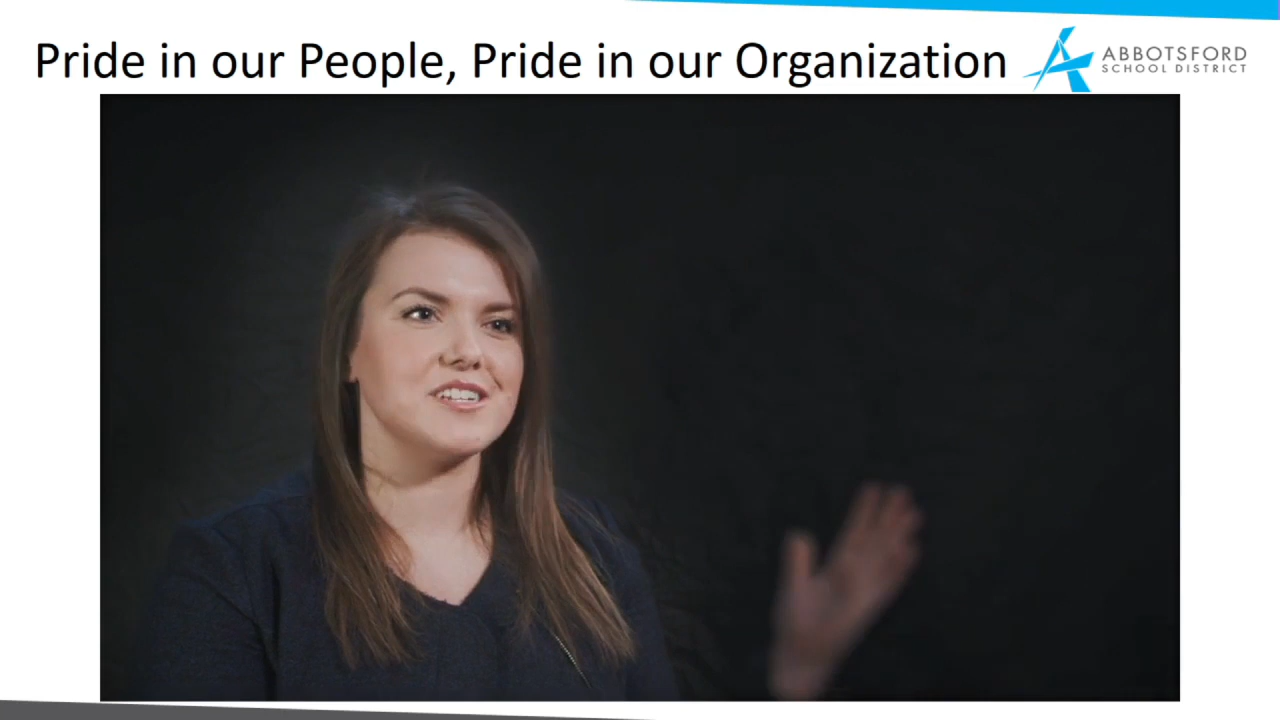 Pride in our People, Pride in our Organization
ABBOTSFORD
SCHOOL DISTRICT